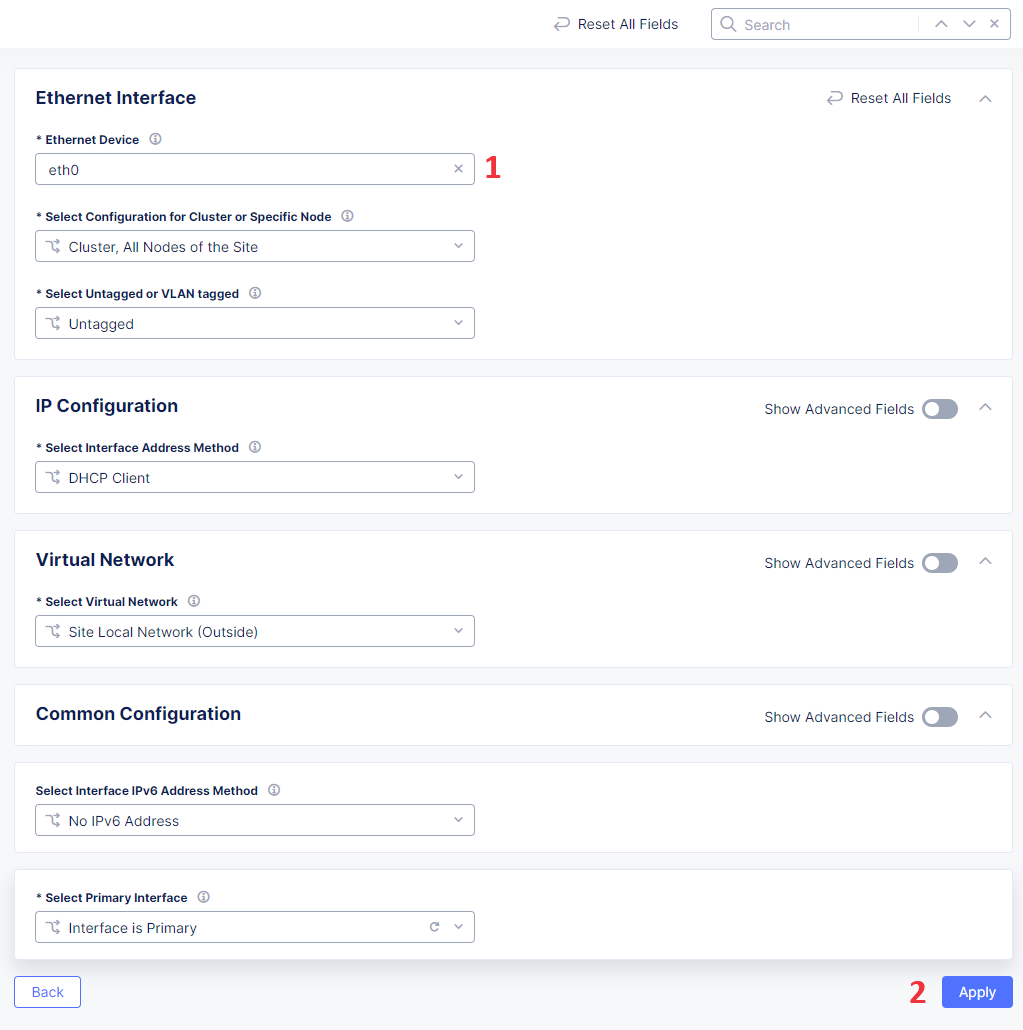 Reset All Fields
Search
Ethernet Interface
Reset All Fields
* Ethernet Device
eth0
1
* Select Configuration for Cluster or Specific Node
Cluster, All Nodes of the Site
* Select Untagged or VLAN tagged
Untagged
IP Configuration
Show Advanced Fields
* Select Interface Address Method
DHCP Client
Virtual Network
Show Advanced Fields
* Select Virtual Network
Site Local Network (Outside)
Common Configuration
Show Advanced Fields
Select Interface IPv6 Address Method
No IPv6 Address
* Select Primary Interface
Interface is Primary
Back
2
Apply